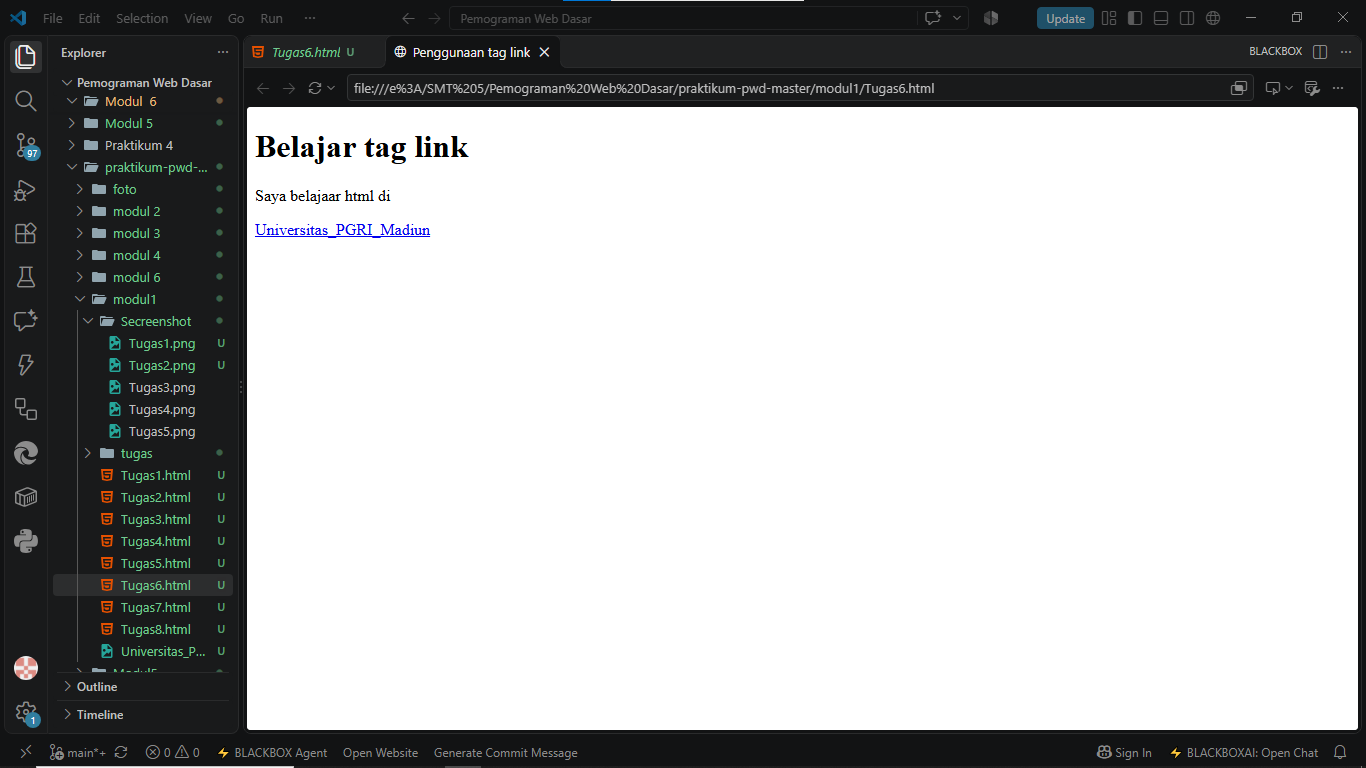 File Edit Selection View Go Run ··· Pemograman Web Dasar Update
Explorer ···
Pemograman Web Dasar
Modul 6
Modul 5
Praktikum 4
praktikum-pwd-...
foto
modul 2
modul 3
modul 4
modul 6
modul1
Secreenshot
Tugas1.png U
Tugas2.png U
Tugas3.png
Tugas4.png
Tugas5.png
tugas
Tugas1.html U
Tugas2.html U
Tugas3.html U
Tugas4.html U
Tugas5.html U
Tugas6.html U
Tugas7.html U
Tugas8.html U
Universitas_P... U
Outline
Timeline
97
1
Tugas6.html U Penggunaan tag link BLACKBOX ···
file:///e%3A/SMT%205/Pemograman%20Web%20Dasar/praktikum-pwd-master/modul1/Tugas6.html ···
Belajar tag link
Saya belajaar html di
Universitas_PGRI_Madiun
main*+ 0 0 BLACKBOX Agent Open Website Generate Commit Message Sign In BLACKBOXAI: Open Chat